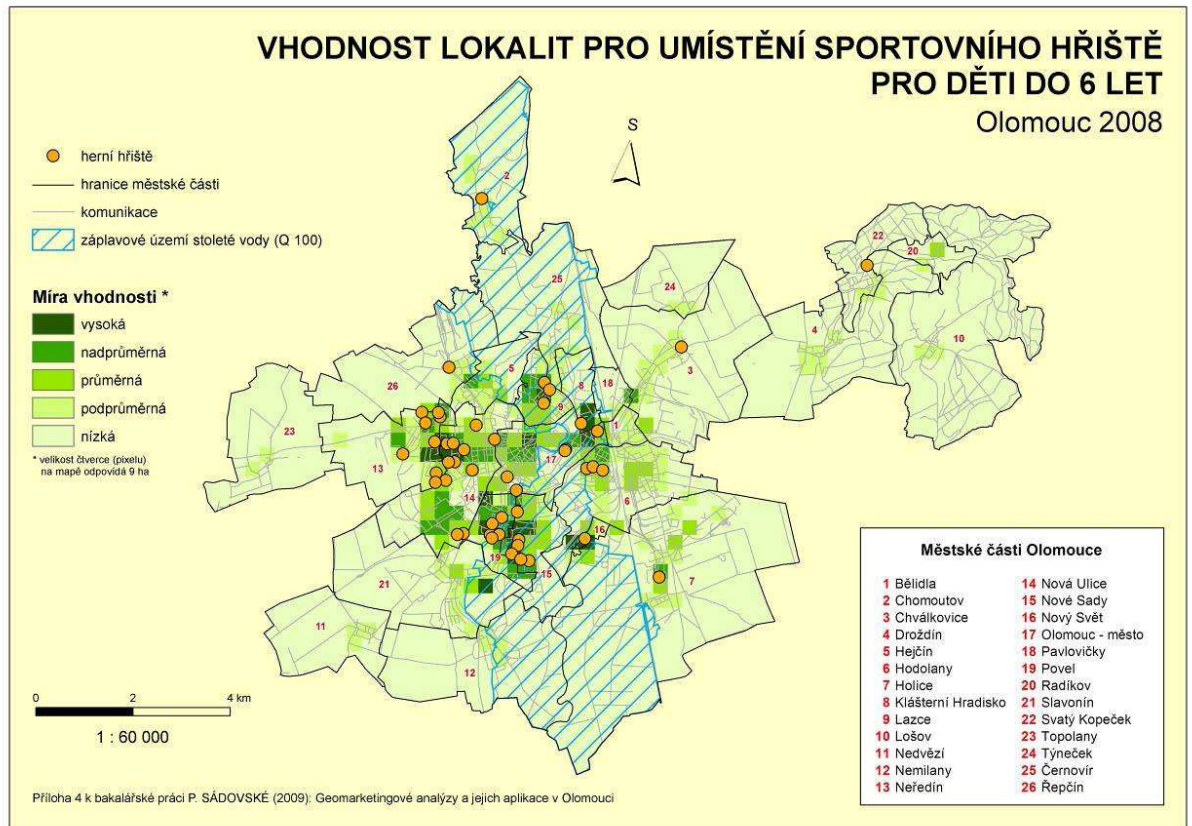 VHODNOST LOKALIT PRO UMÍSTĚNÍ SPORTOVNÍHO HŘIŠTĚ
PRO DĚTI DO 6 LET
Olomouc 2008
S
herní hřiště
hranice městské části
komunikace
záplavové území stoleté vody (Q 100)
Míra vhodnosti *
vysoká
nadprůměrná
průměrná
podprůměrná
nízká
* velikost čtverce (pixelu)
na mapě odpovídá 9 ha
2
22
20
25
24
4
10
3
5
8
18
26
9
1
23
17
13
14
6
16
19
15
7
21
11
12
0 2 4 km
1 : 60 000
Městské části Olomouce
1 Bělidla
2 Chomoutov
3 Chválkovice
4 Droždín
5 Hejčín
6 Hodolany
7 Holice
8 Klášterní Hradisko
9 Lazce
10 Lošov
11 Nedvězí
12 Nemilany
13 Neředín
14 Nová Ulice
15 Nové Sady
16 Nový Svět
17 Olomouc - město
18 Pavlovičky
19 Povel
20 Radíkov
21 Slavonín
22 Svatý Kopeček
23 Topolany
24 Týneček
25 Černovír
26 Řepčín
Příloha 4 k bakalářské práci P. SÁDOVSKÉ (2009): Geomarketingové analýzy a jejich aplikace v Olomouci